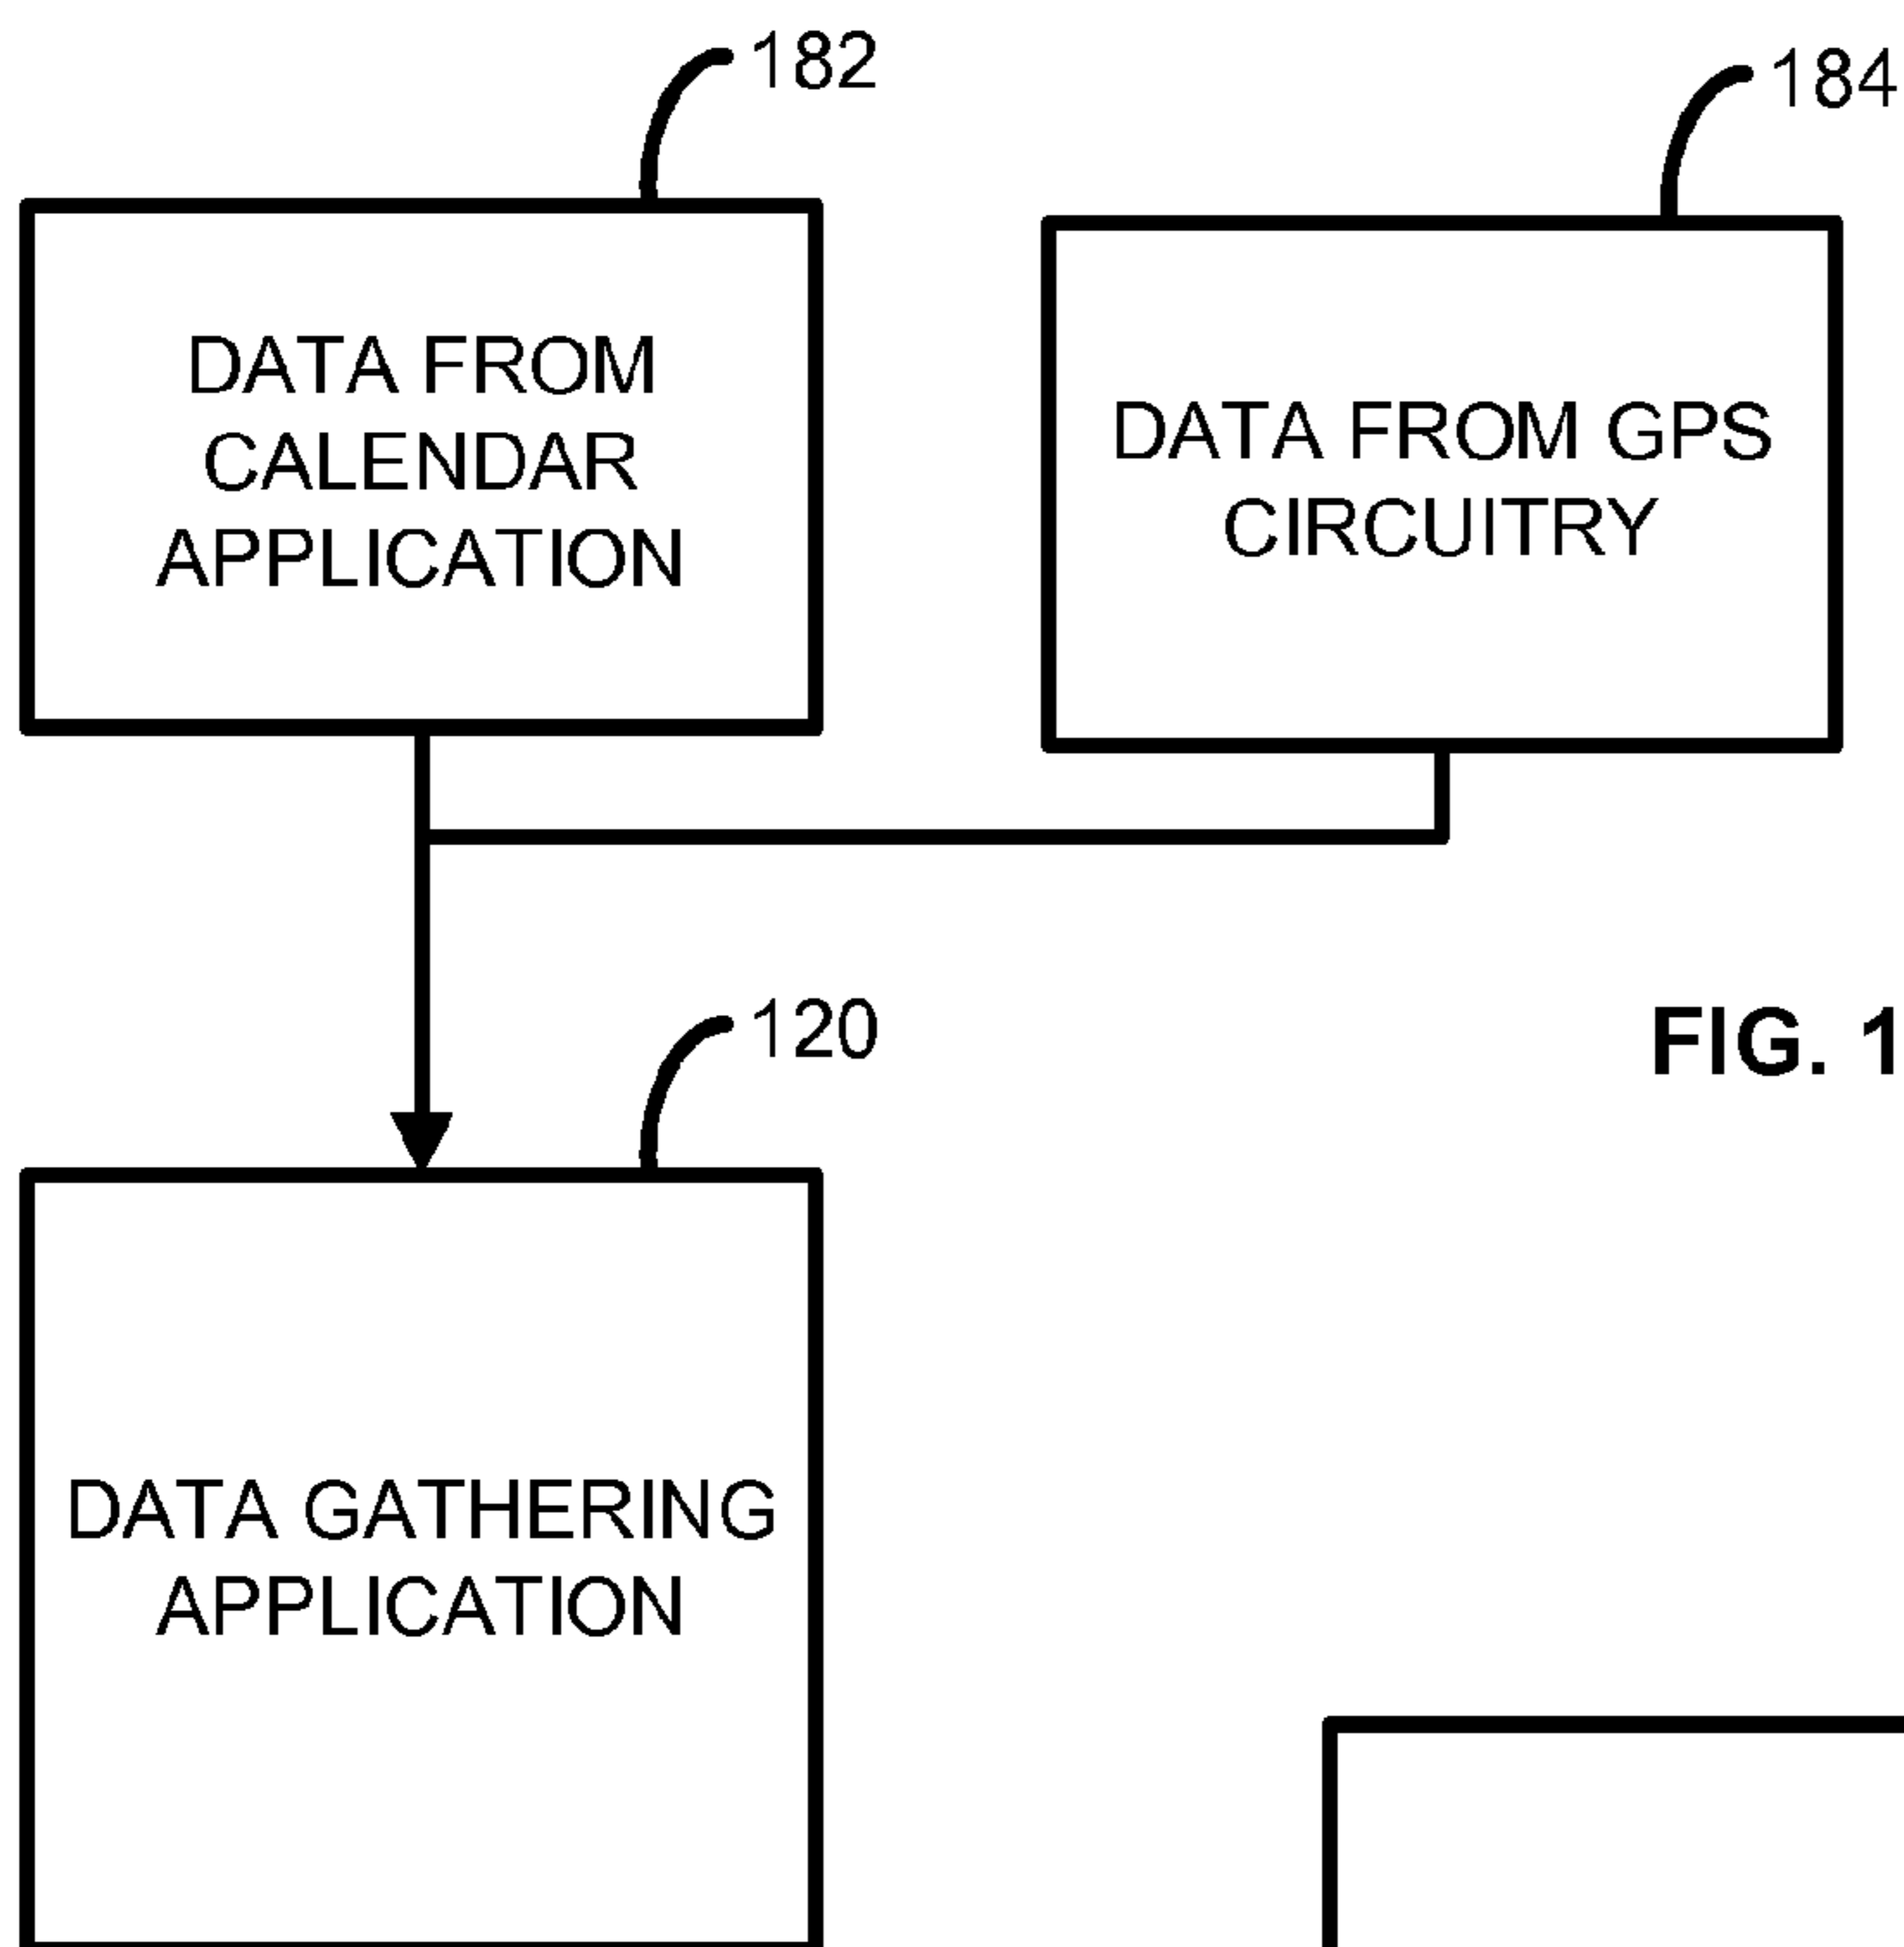 182
184
DATA FROM
CALENDAR
APPLICATION
DATA FROM GPS
CIRCUITRY
120
FIG. 1
DATA GATHERING
APPLICATION